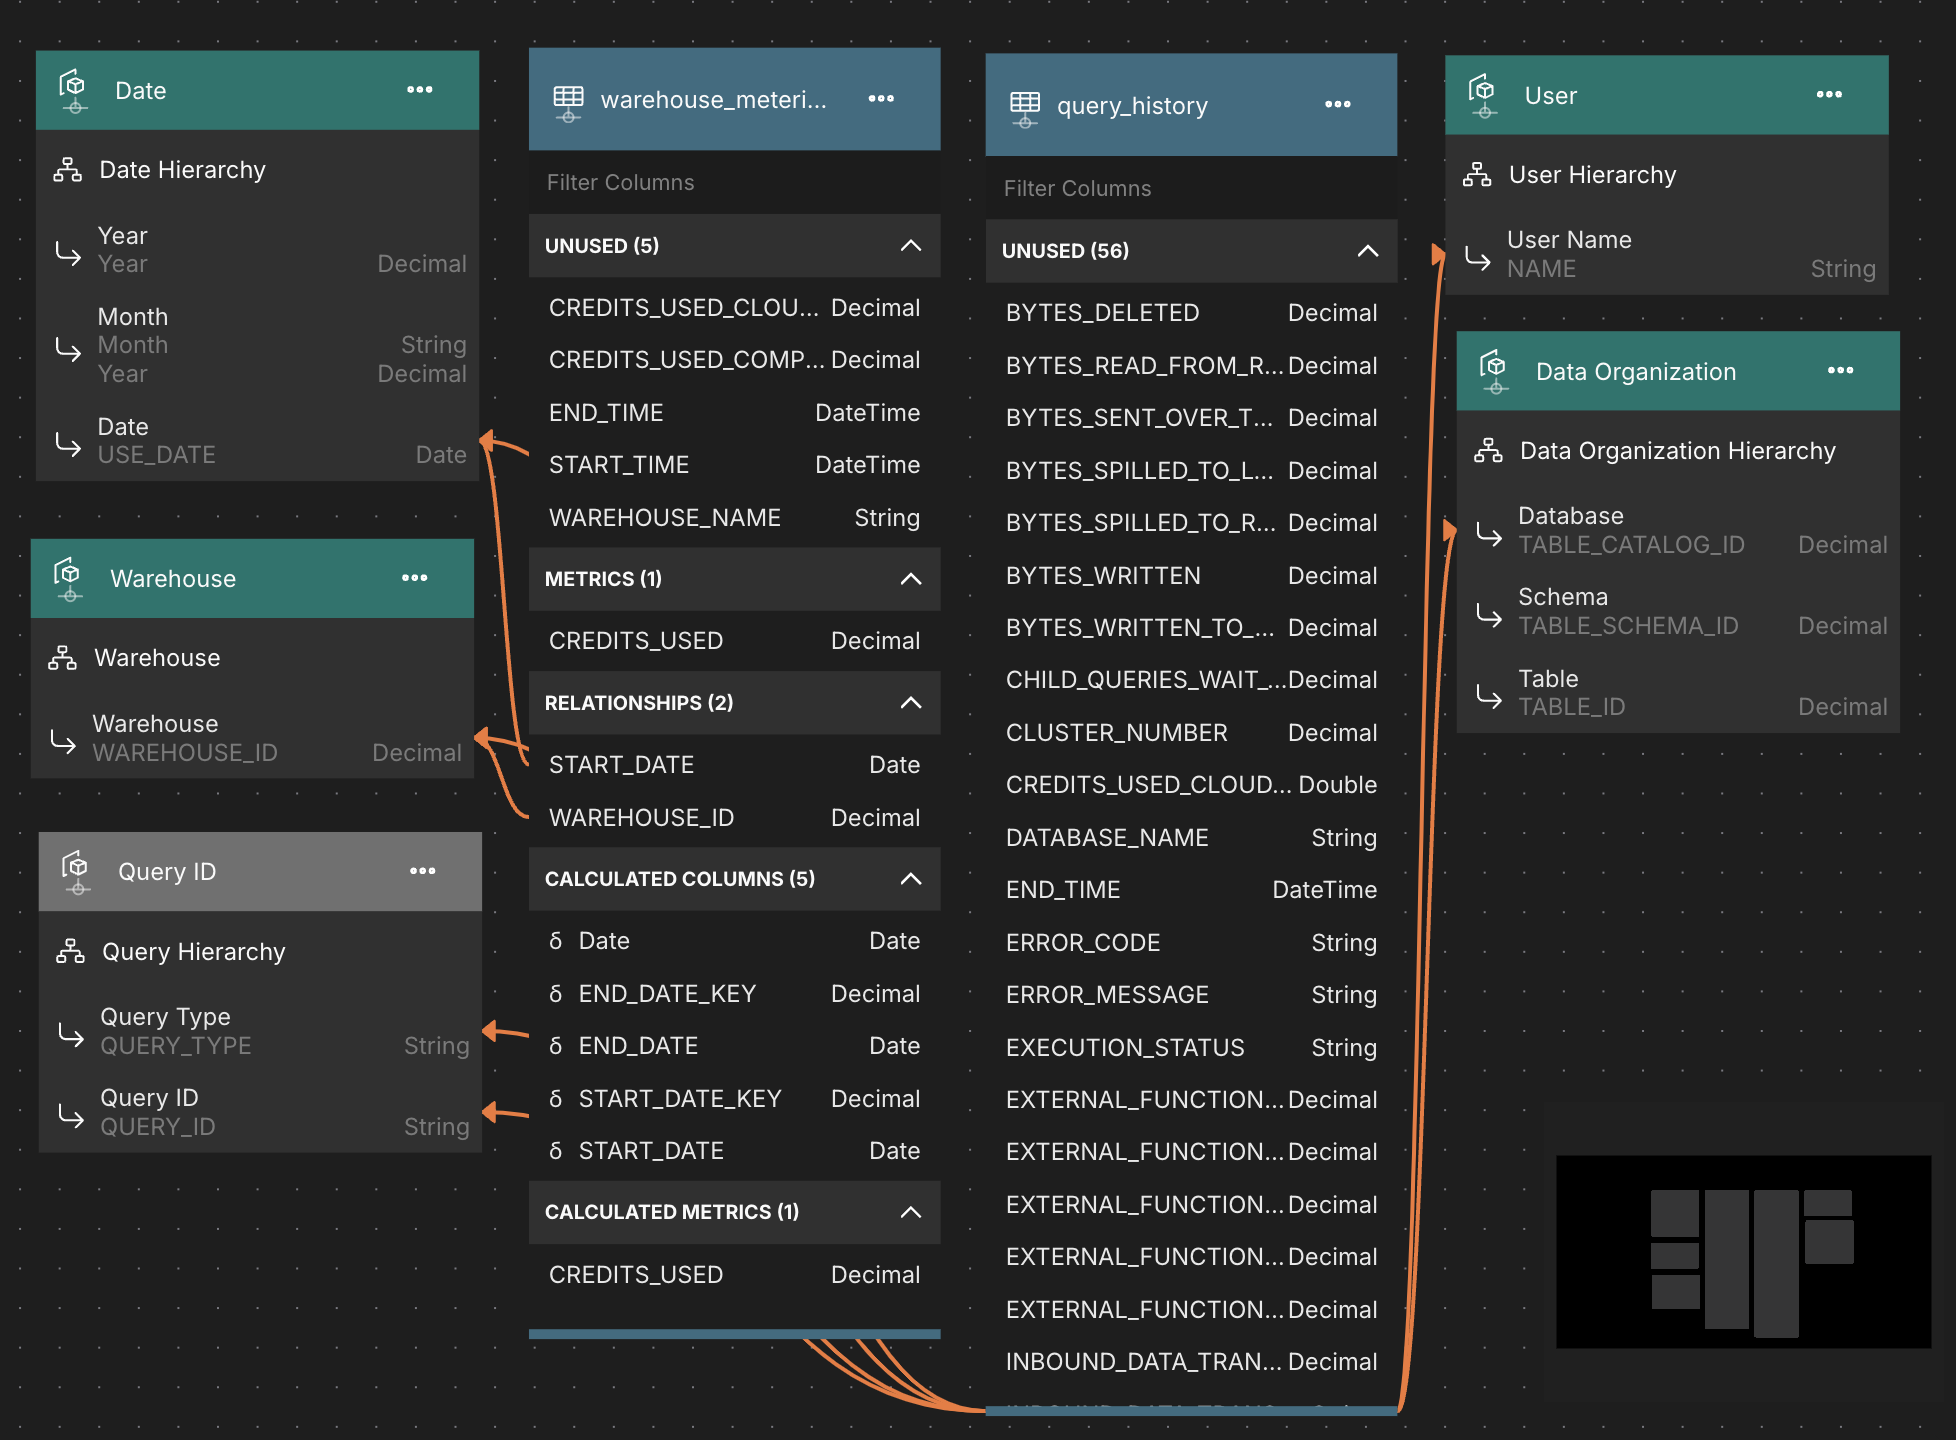 Date
Date Hierarchy
Year
Year Decimal
Month
Month String
Year Decimal
Date
USE_DATE Date
Warehouse
Warehouse
Warehouse
WAREHOUSE_ID Decimal
Query ID
Query Hierarchy
Query Type
QUERY_TYPE String
Query ID
QUERY_ID String
warehouse_meteri...
Filter Columns
UNUSED (5)
CREDITS_USED_CLOU... Decimal
CREDITS_USED_COMP... Decimal
END_TIME DateTime
START_TIME DateTime
WAREHOUSE_NAME String
METRICS (1)
CREDITS_USED Decimal
RELATIONSHIPS (2)
START_DATE Date
WAREHOUSE_ID Decimal
CALCULATED COLUMNS (5)
δ Date Date
δ END_DATE_KEY Decimal
δ END_DATE Date
δ START_DATE_KEY Decimal
δ START_DATE Date
CALCULATED METRICS (1)
CREDITS_USED Decimal
query_history
Filter Columns
UNUSED (56)
BYTES_DELETED Decimal
BYTES_READ_FROM_R... Decimal
BYTES_SENT_OVER_T... Decimal
BYTES_SPILLED_TO_L... Decimal
BYTES_SPILLED_TO_R... Decimal
BYTES_WRITTEN Decimal
BYTES_WRITTEN_TO_... Decimal
CHILD_QUERIES_WAIT_... Decimal
CLUSTER_NUMBER Decimal
CREDITS_USED_CLOUD... Double
DATABASE_NAME String
END_TIME DateTime
ERROR_CODE String
ERROR_MESSAGE String
EXECUTION_STATUS String
EXTERNAL_FUNCTION... Decimal
EXTERNAL_FUNCTION... Decimal
EXTERNAL_FUNCTION... Decimal
EXTERNAL_FUNCTION... Decimal
EXTERNAL_FUNCTION... Decimal
INBOUND_DATA_TRAN... Decimal
User
User Hierarchy
User Name
NAME String
Data Organization
Data Organization Hierarchy
Database
TABLE_CATALOG_ID Decimal
Schema
TABLE_SCHEMA_ID Decimal
Table
TABLE_ID Decimal